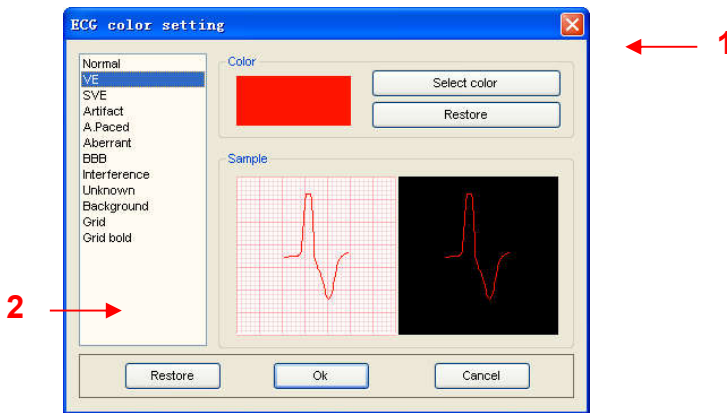 ECG color setting
1
Normal
VE
SVE
Artifact
A.Paced
Aberrant
BBB
Interference
Unknown
Background
Grid
Grid bold
Color
Select color
Restore
Sample
2
Restore
Ok
Cancel